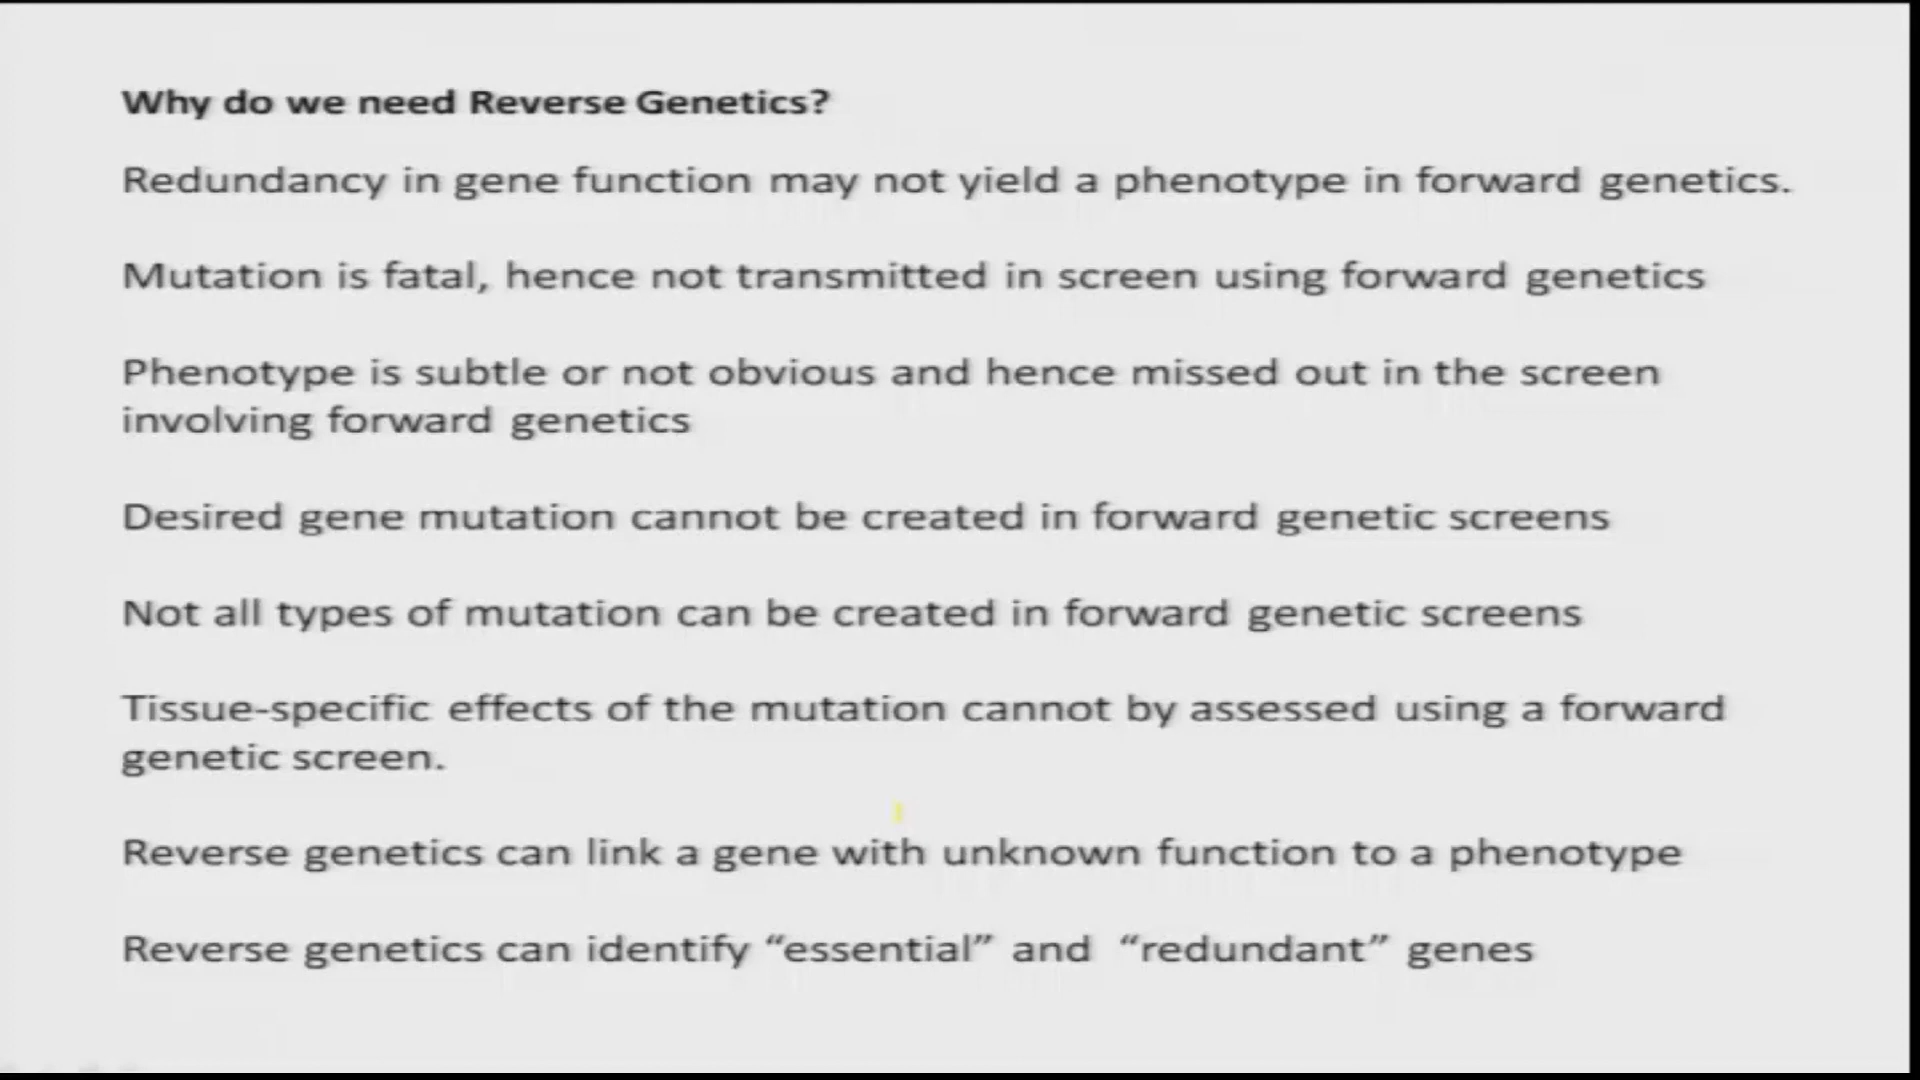 Why do we need Reverse Genetics?
Redundancy in gene function may not yield a phenotype in forward genetics.
Mutation is fatal, hence not transmitted in screen using forward genetics
Phenotype is subtle or not obvious and hence missed out in the screen
involving forward genetics
Desired gene mutation cannot be created in forward genetic screens
Not all types of mutation can be created in forward genetic screens
Tissue-specific effects of the mutation cannot by assessed using a forward
genetic screen.
Reverse genetics can link a gene with unknown function to a phenotype
Reverse genetics can identify “essential” and “redundant” genes